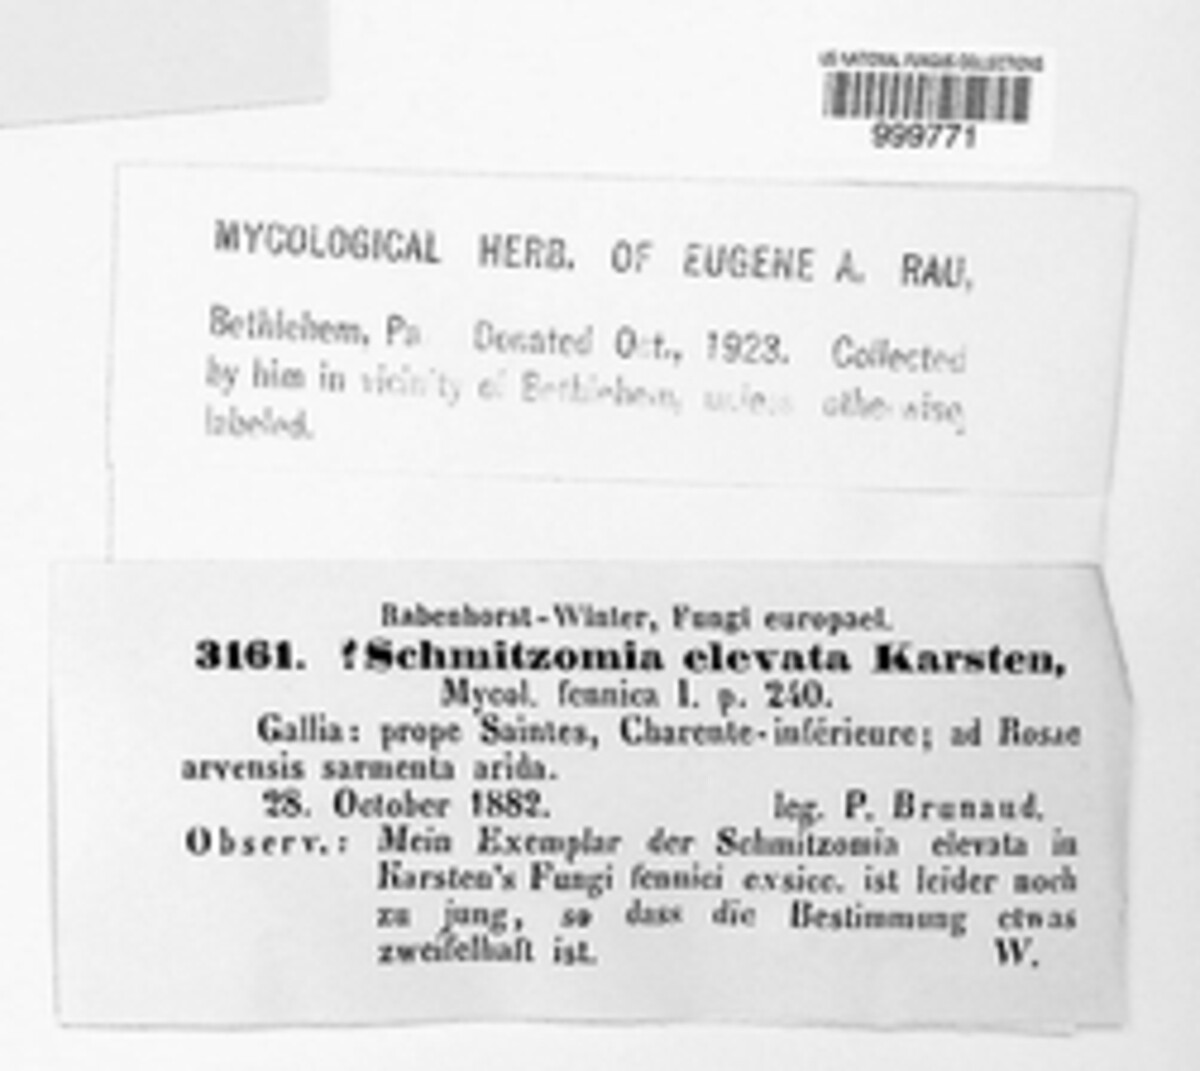 US NATIONAL FUNGUS COLLECTIONS
999771
MYCOLOGICAL HERB. OF EUGENE A. RAU,
Bethlehem, Pa Donated Oct., 1923. Collected
by him in vicinity of Bethlehem, unless otherwise
labeled.
Rabenhorst-Winter, Fungi europaei.
3161. ?Schmitzomia elevata Karsten,
Mycol. fennica I. p. 240.
Gallia: prope Saintes, Charente-inférieure; ad Rosae
arvensis sarmenta arida.
28. October 1882. leg. P. Brunaud.
Observ.: Mein Exemplar der Schmitzomia elevata in
Karsten's Fungi fennici exsicc. ist leider noch
zu jung, so dass die Bestimmung etwas
zweifelhaft ist. W.